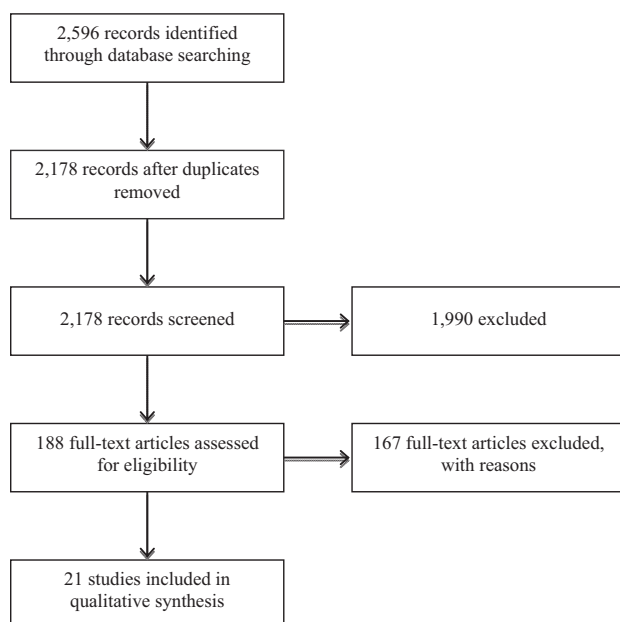 2,596 records identified
through database searching
2,178 records after duplicates
removed
2,178 records screened
1,990 excluded
188 full-text articles assessed
for eligibility
167 full-text articles excluded,
with reasons
21 studies included in
qualitative synthesis